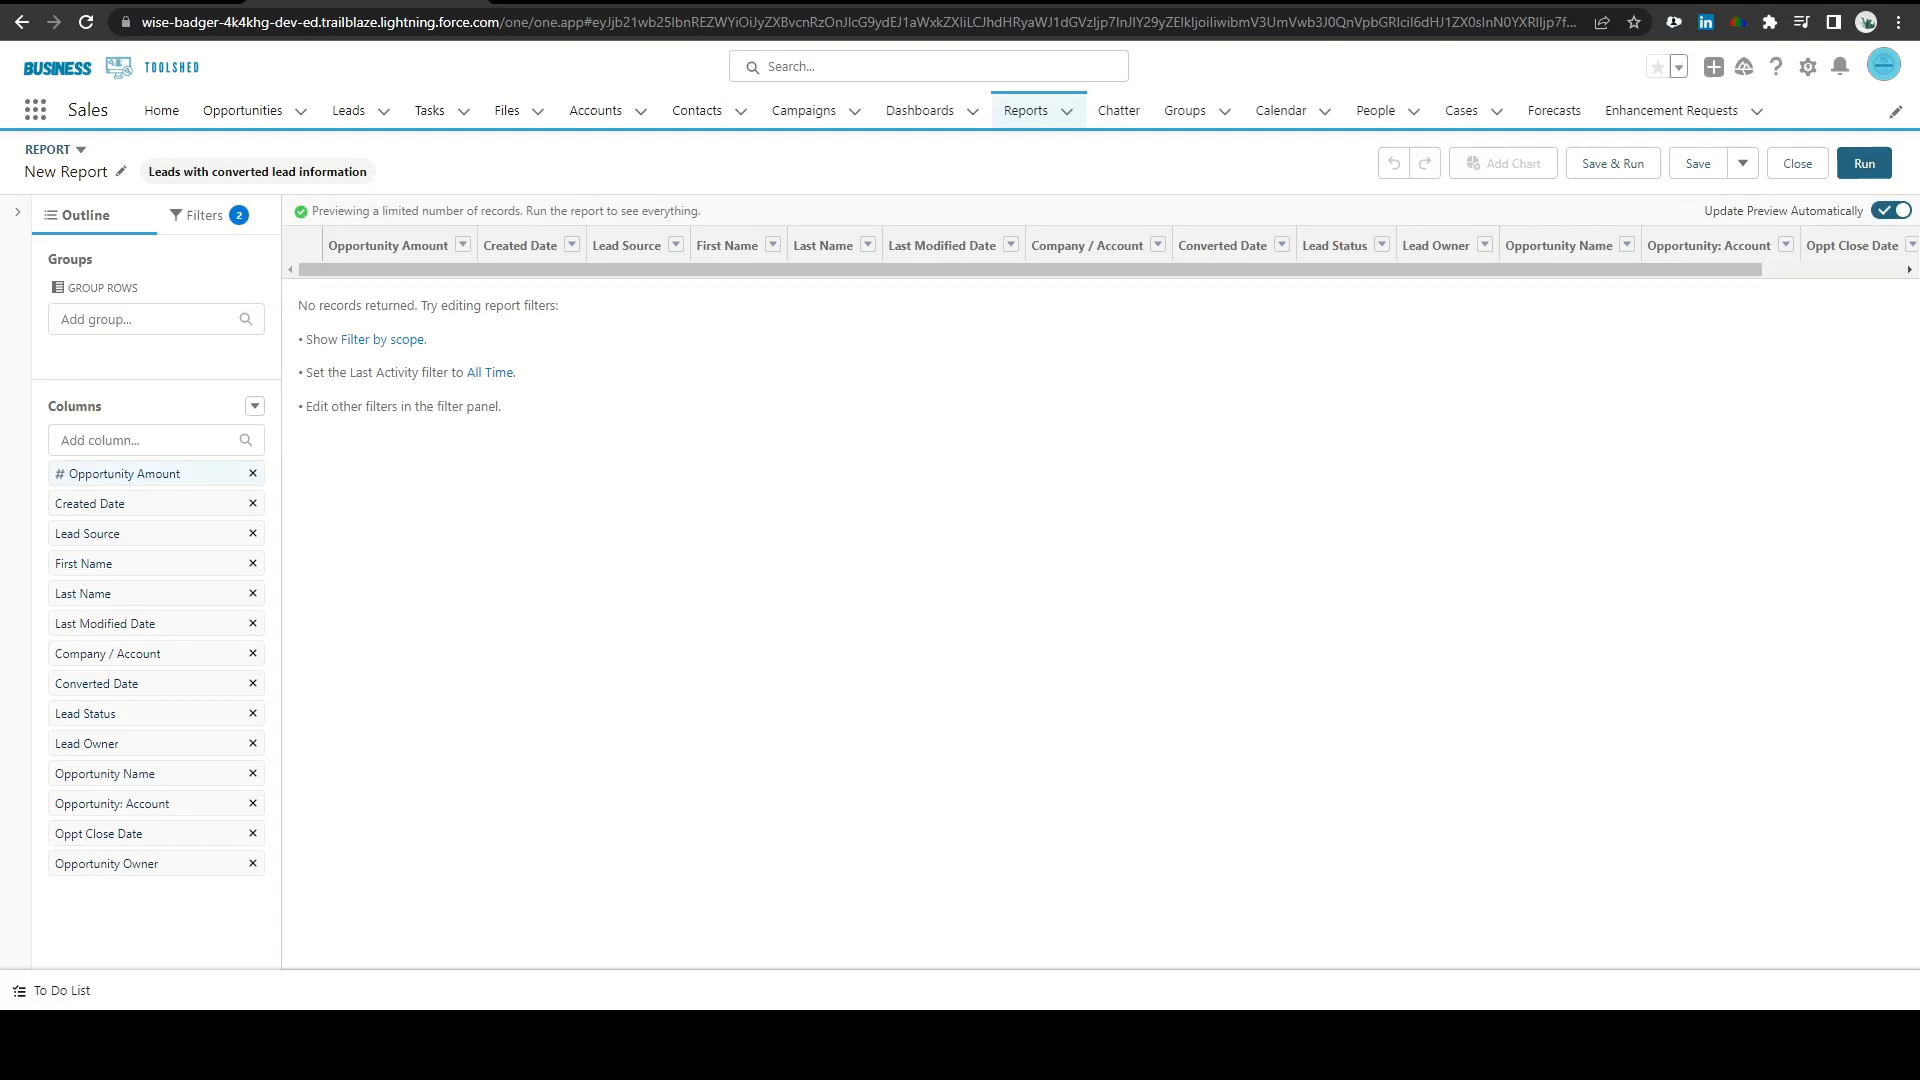 wise-badger-4k4khg-dev-ed.trailblaze.lightning.force.com
BUSINESS TOOLSHED
Search...
Sales Home Opportunities Leads Tasks Files Accounts Contacts Campaigns Dashboards Reports Chatter Groups Calendar People Cases Forecasts Enhancement Requests
REPORT
New Report Leads with converted lead information
Add Chart Save & Run Save Close Run
Outline Filters 2
Previewing a limited number of records. Run the report to see everything.
Update Preview Automatically
Opportunity Amount Created Date Lead Source First Name Last Name Last Modified Date Company / Account Converted Date Lead Status Lead Owner Opportunity Name Opportunity: Account Oppt Close Date
Groups
GROUP ROWS
Add group...
No records returned. Try editing report filters:
• Show Filter by scope.
• Set the Last Activity filter to All Time.
• Edit other filters in the filter panel.
Columns
Add column...
# Opportunity Amount
Created Date
Lead Source
First Name
Last Name
Last Modified Date
Company / Account
Converted Date
Lead Status
Lead Owner
Opportunity Name
Opportunity: Account
Oppt Close Date
Opportunity Owner
To Do List